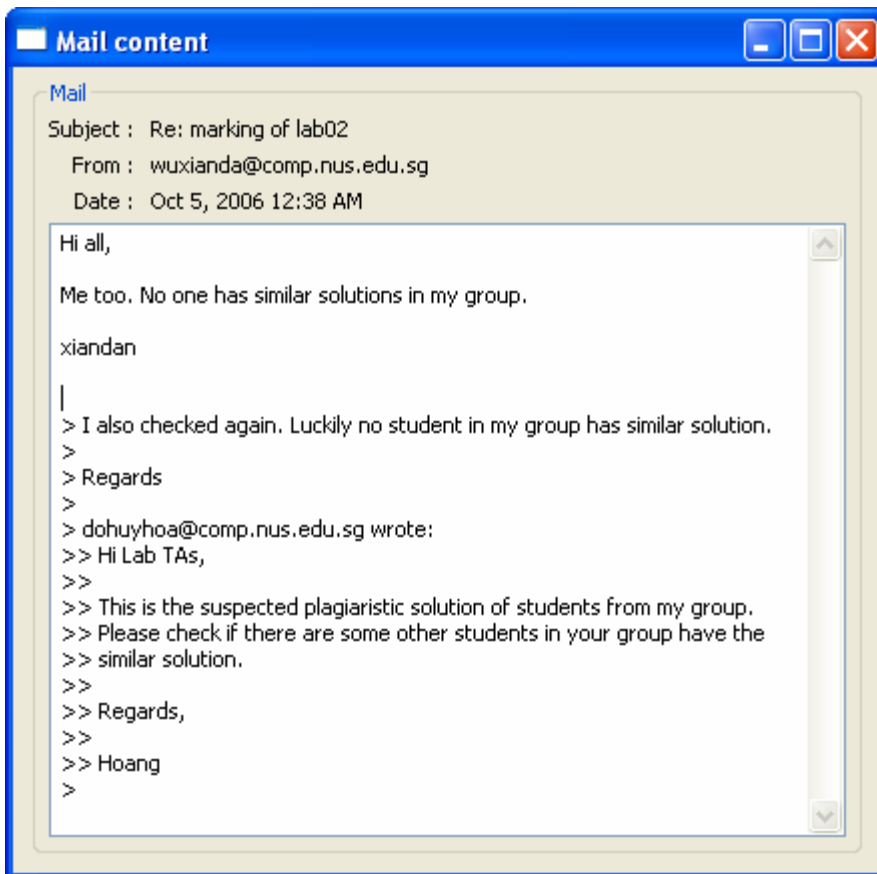 Mail content
Mail
Subject : Re: marking of lab02
From : wuxianda@comp.nus.edu.sg
Date : Oct 5, 2006 12:38 AM
Hi all,
Me too. No one has similar solutions in my group.
xiandan
> I also checked again. Luckily no student in my group has similar solution.
>
> Regards
>
> dohuyhoa@comp.nus.edu.sg wrote:
>> Hi Lab TAs,
>>
>> This is the suspected plagiaristic solution of students from my group.
>> Please check if there are some other students in your group have the
>> similar solution.
>>
>> Regards,
>>
>> Hoang
>